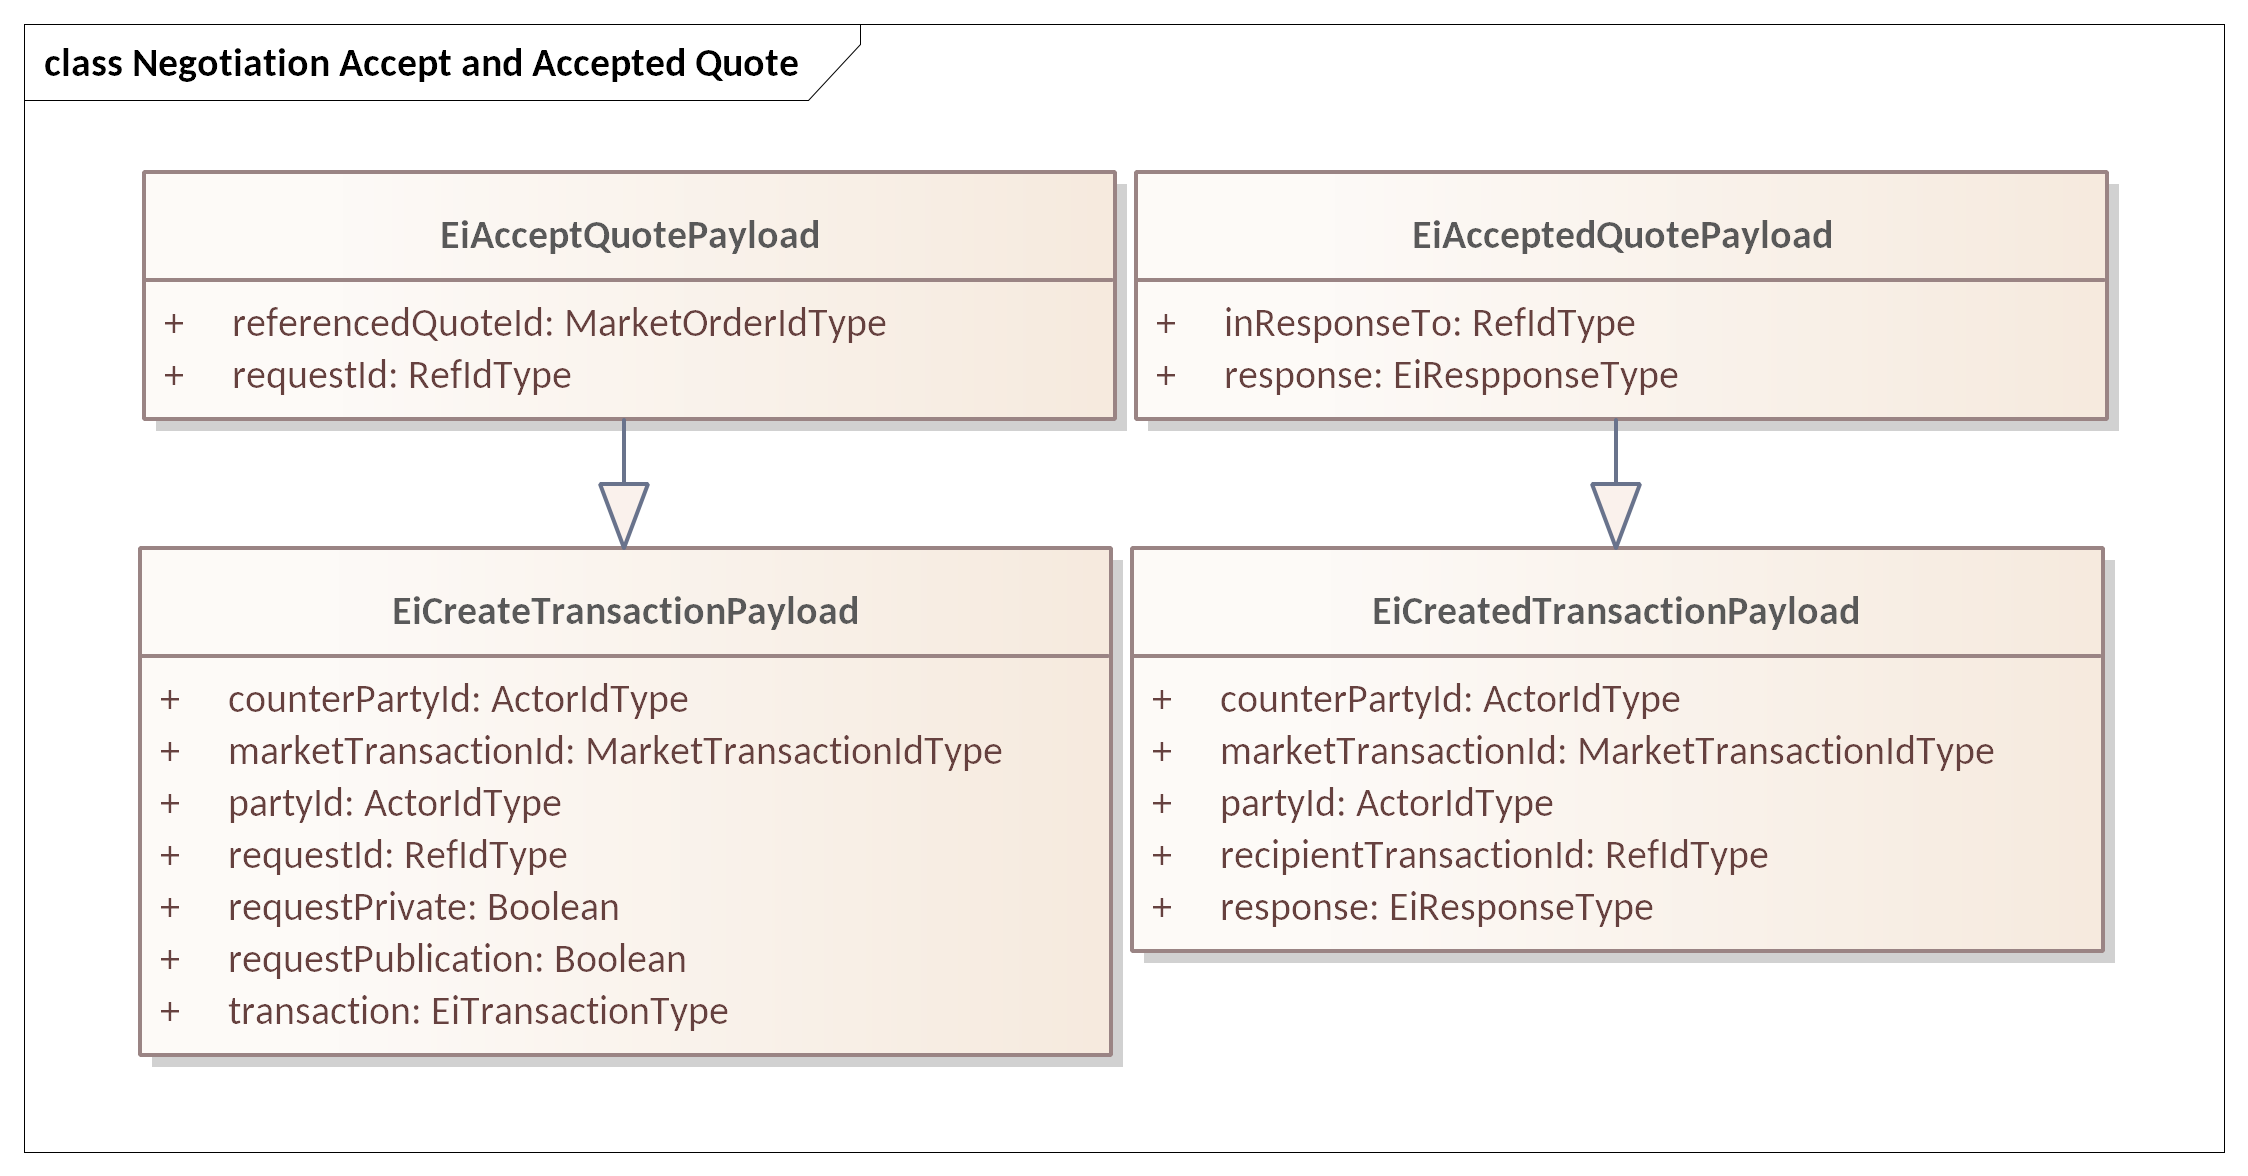 class Negotiation Accept and Accepted Quote
EiAcceptQuotePayload
+ referencedQuoteId: MarketOrderIdType
+ requestId: RefIdType
EiAcceptedQuotePayload
+ inResponseTo: RefIdType
+ response: EiRespponseType
EiCreateTransactionPayload
+ counterPartyId: ActorIdType
+ marketTransactionId: MarketTransactionIdType
+ partyId: ActorIdType
+ requestId: RefIdType
+ requestPrivate: Boolean
+ requestPublication: Boolean
+ transaction: EiTransactionType
EiCreatedTransactionPayload
+ counterPartyId: ActorIdType
+ marketTransactionId: MarketTransactionIdType
+ partyId: ActorIdType
+ recipientTransactionId: RefIdType
+ response: EiResponseType